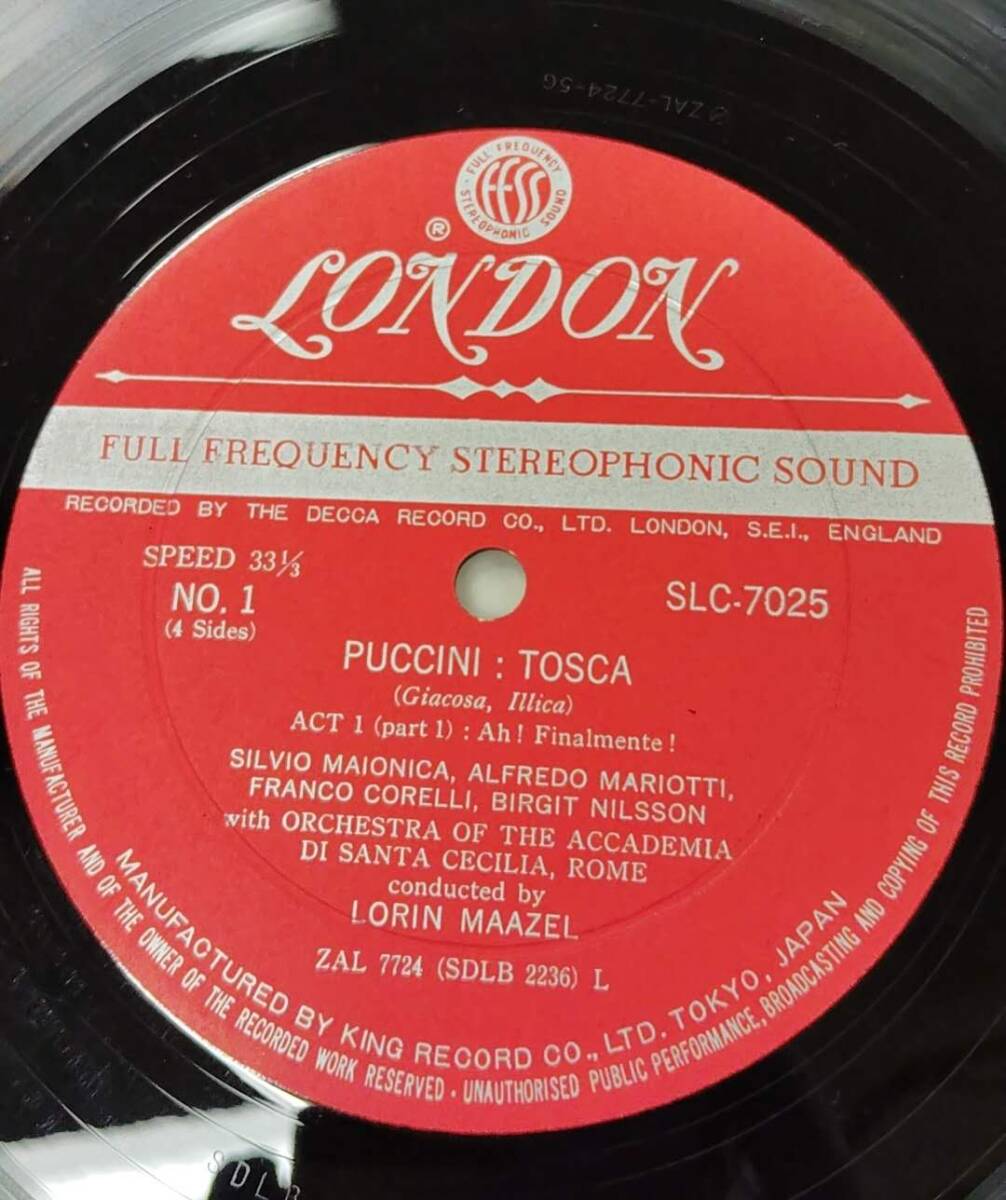 ZAL-7724-5G
FULL FREQUENCY
ffss
STEREOPHONIC SOUND
®
LONDON
FULL FREQUENCY STEREOPHONIC SOUND
RECORDED BY THE DECCA RECORD CO., LTD. LONDON, S.E.I., ENGLAND
SPEED 33⅓
NO. 1
SLC-7025
(4 Sides)
PUCCINI : TOSCA
(Giacosa, Illica)
ACT 1 (part 1) : Ah! Finalmente!
SILVIO MAIONICA, ALFREDO MARIOTTI,
FRANCO CORELLI, BIRGIT NILSSON
with ORCHESTRA OF THE ACCADEMIA
DI SANTA CECILIA, ROME
conducted by
LORIN MAAZEL
ZAL 7724 (SDLB 2236) L
MANUFACTURED BY KING RECORD CO., LTD. TOKYO, JAPAN
ALL RIGHTS OF THE MANUFACTURER AND OF THE OWNER OF THE RECORDED WORK RESERVED · UNAUTHORISED PUBLIC PERFORMANCE, BROADCASTING AND COPYING OF THIS RECORD PROHIBITED
SDLB